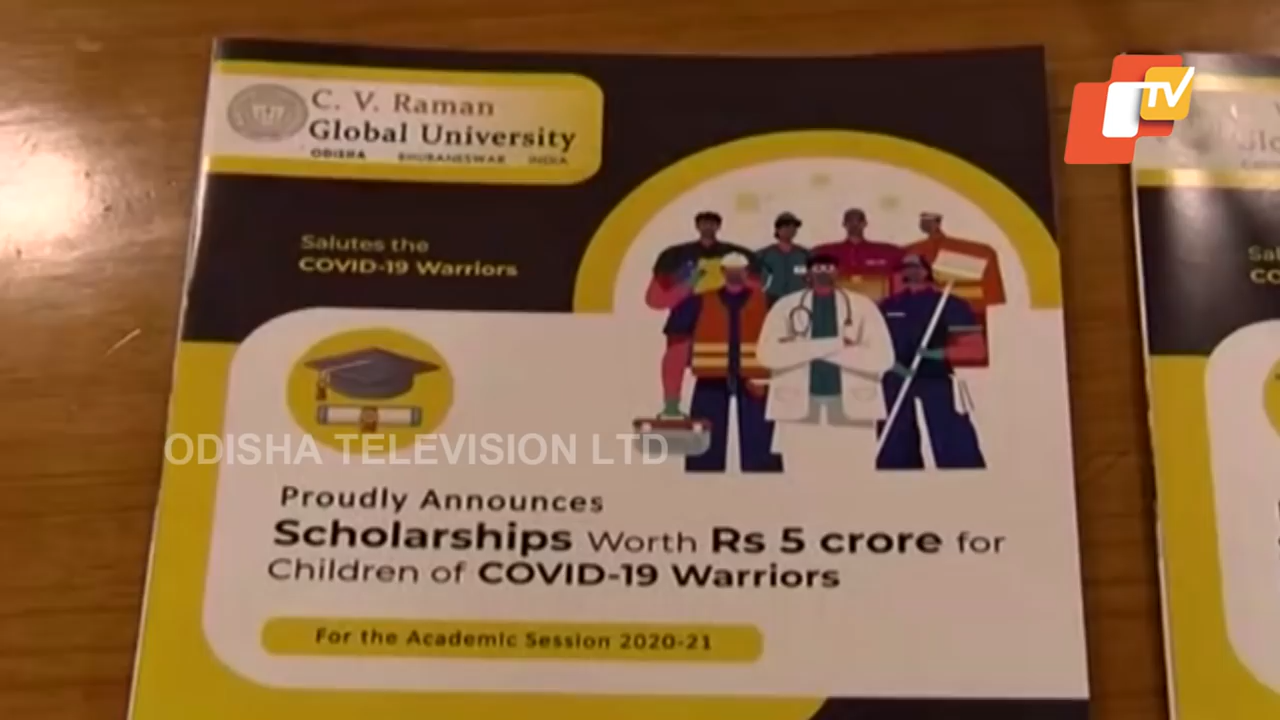 C. V. Raman
Global University
ODISHA BHUBANESWAR INDIA
TV
Salutes the
COVID-19 Warriors
ODISHA TELEVISION LTD
Proudly Announces
Scholarships Worth Rs 5 crore for
Children of COVID-19 Warriors
For the Academic Session 2020-21